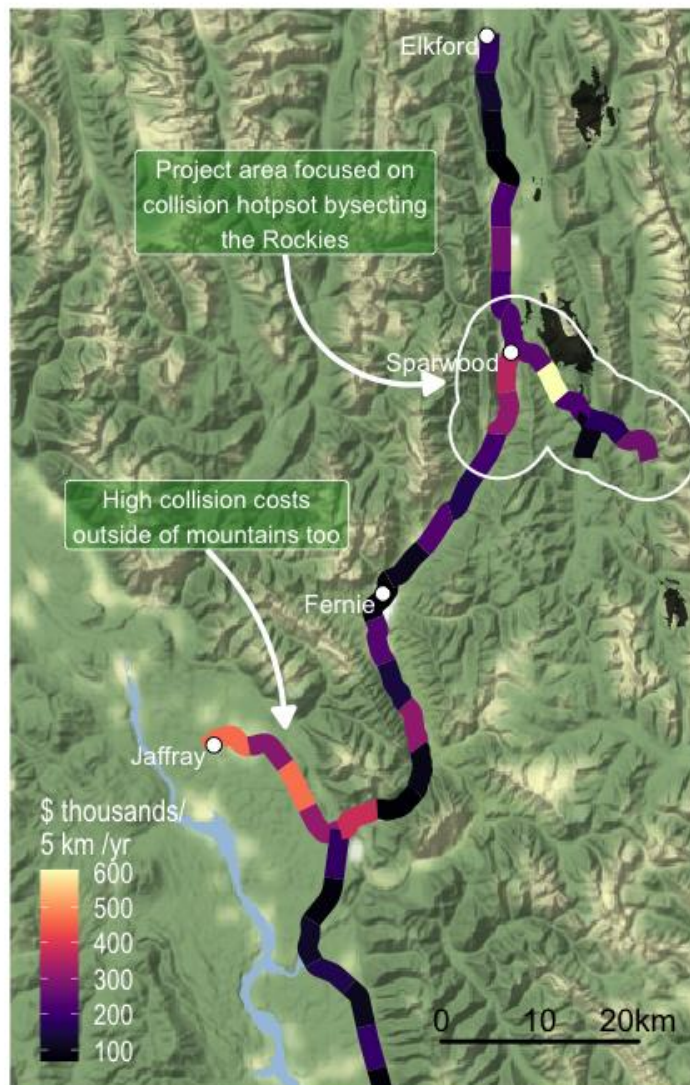 Elkford
Project area focused on
collision hotpsot bysecting
the Rockies
Sparwood
High collision costs
outside of mountains too
Fernie
Jaffray
$ thousands/
5 km /yr
600
500
400
300
200
100
0 10 20km